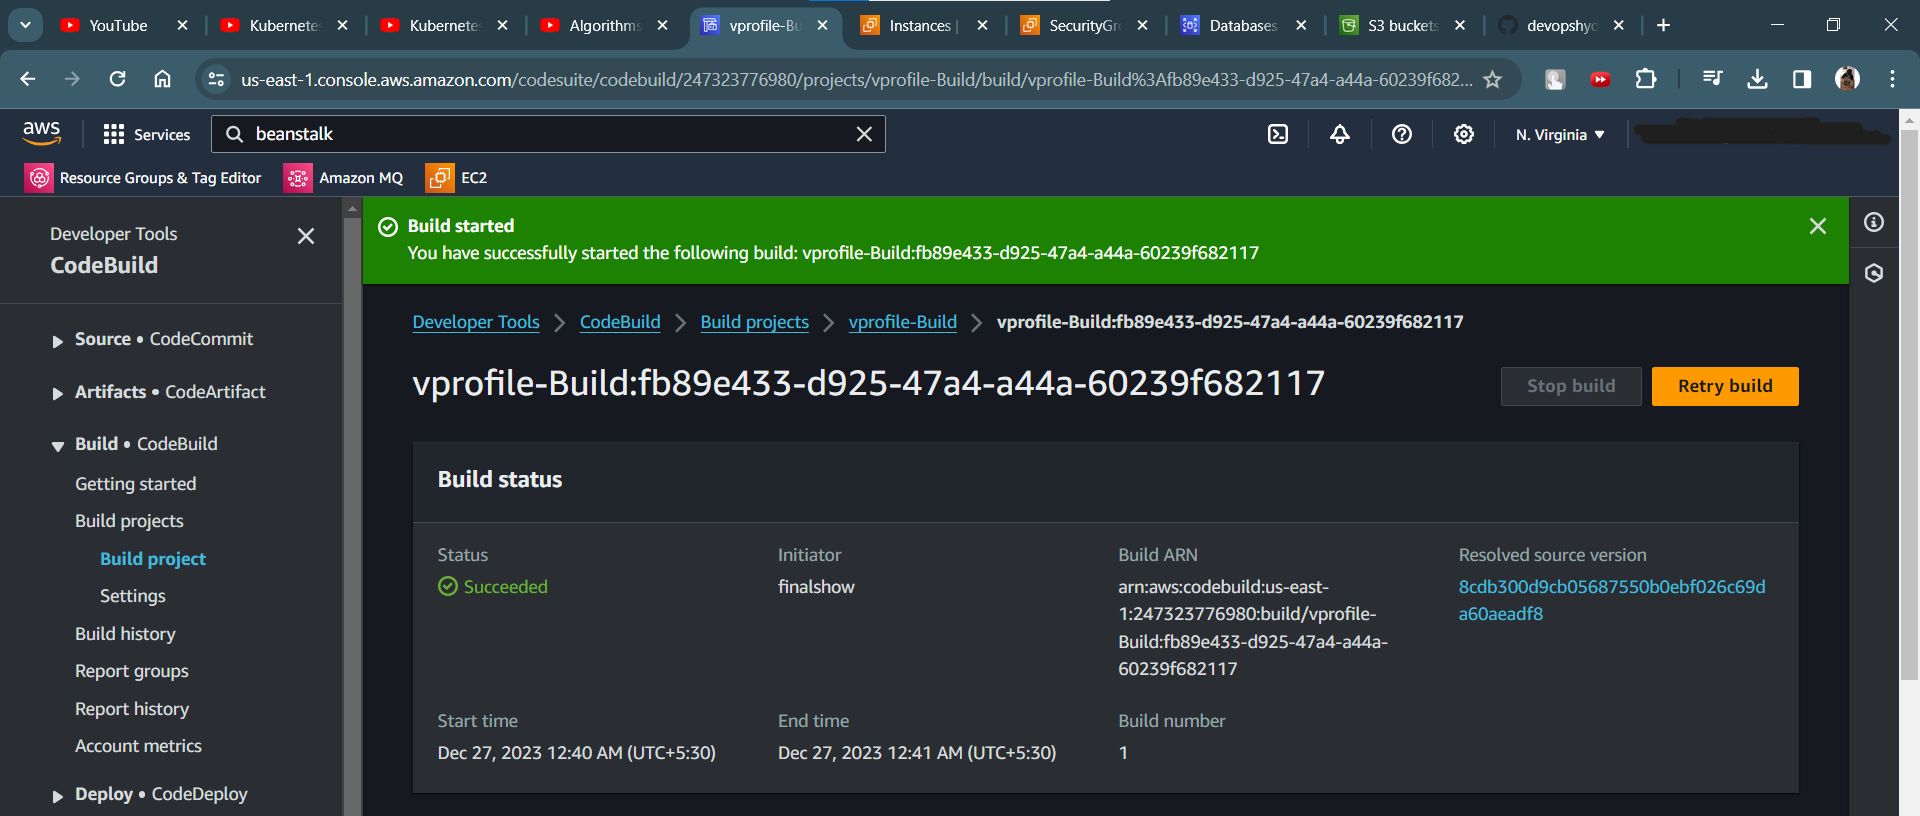 YouTube
Kubernete
Kubernetes
Algorithms
vprofile-Bu
Instances |
SecurityGr
Databases
S3 buckets
devopshyd
us-east-1.console.aws.amazon.com/codesuite/codebuild/247323776980/projects/vprofile-Build/build/vprofile-Build%3Afb89e433-d925-47a4-a44a-60239f682...
aws
Services
beanstalk
N. Virginia
Resource Groups & Tag Editor
Amazon MQ
EC2
Developer Tools
CodeBuild
Source • CodeCommit
Artifacts • CodeArtifact
Build • CodeBuild
Getting started
Build projects
Build project
Settings
Build history
Report groups
Report history
Account metrics
Deploy • CodeDeploy
Build started
You have successfully started the following build: vprofile-Build:fb89e433-d925-47a4-a44a-60239f682117
Developer Tools > CodeBuild > Build projects > vprofile-Build > vprofile-Build:fb89e433-d925-47a4-a44a-60239f682117
vprofile-Build:fb89e433-d925-47a4-a44a-60239f682117
Stop build
Retry build
Build status
Status
Succeeded
Initiator
finalshow
Build ARN
arn:aws:codebuild:us-east-
1:247323776980:build/vprofile-
Build:fb89e433-d925-47a4-a44a-
60239f682117
Resolved source version
8cdb300d9cb05687550b0ebf026c69d
a60aeadf8
Start time
Dec 27, 2023 12:40 AM (UTC+5:30)
End time
Dec 27, 2023 12:41 AM (UTC+5:30)
Build number
1